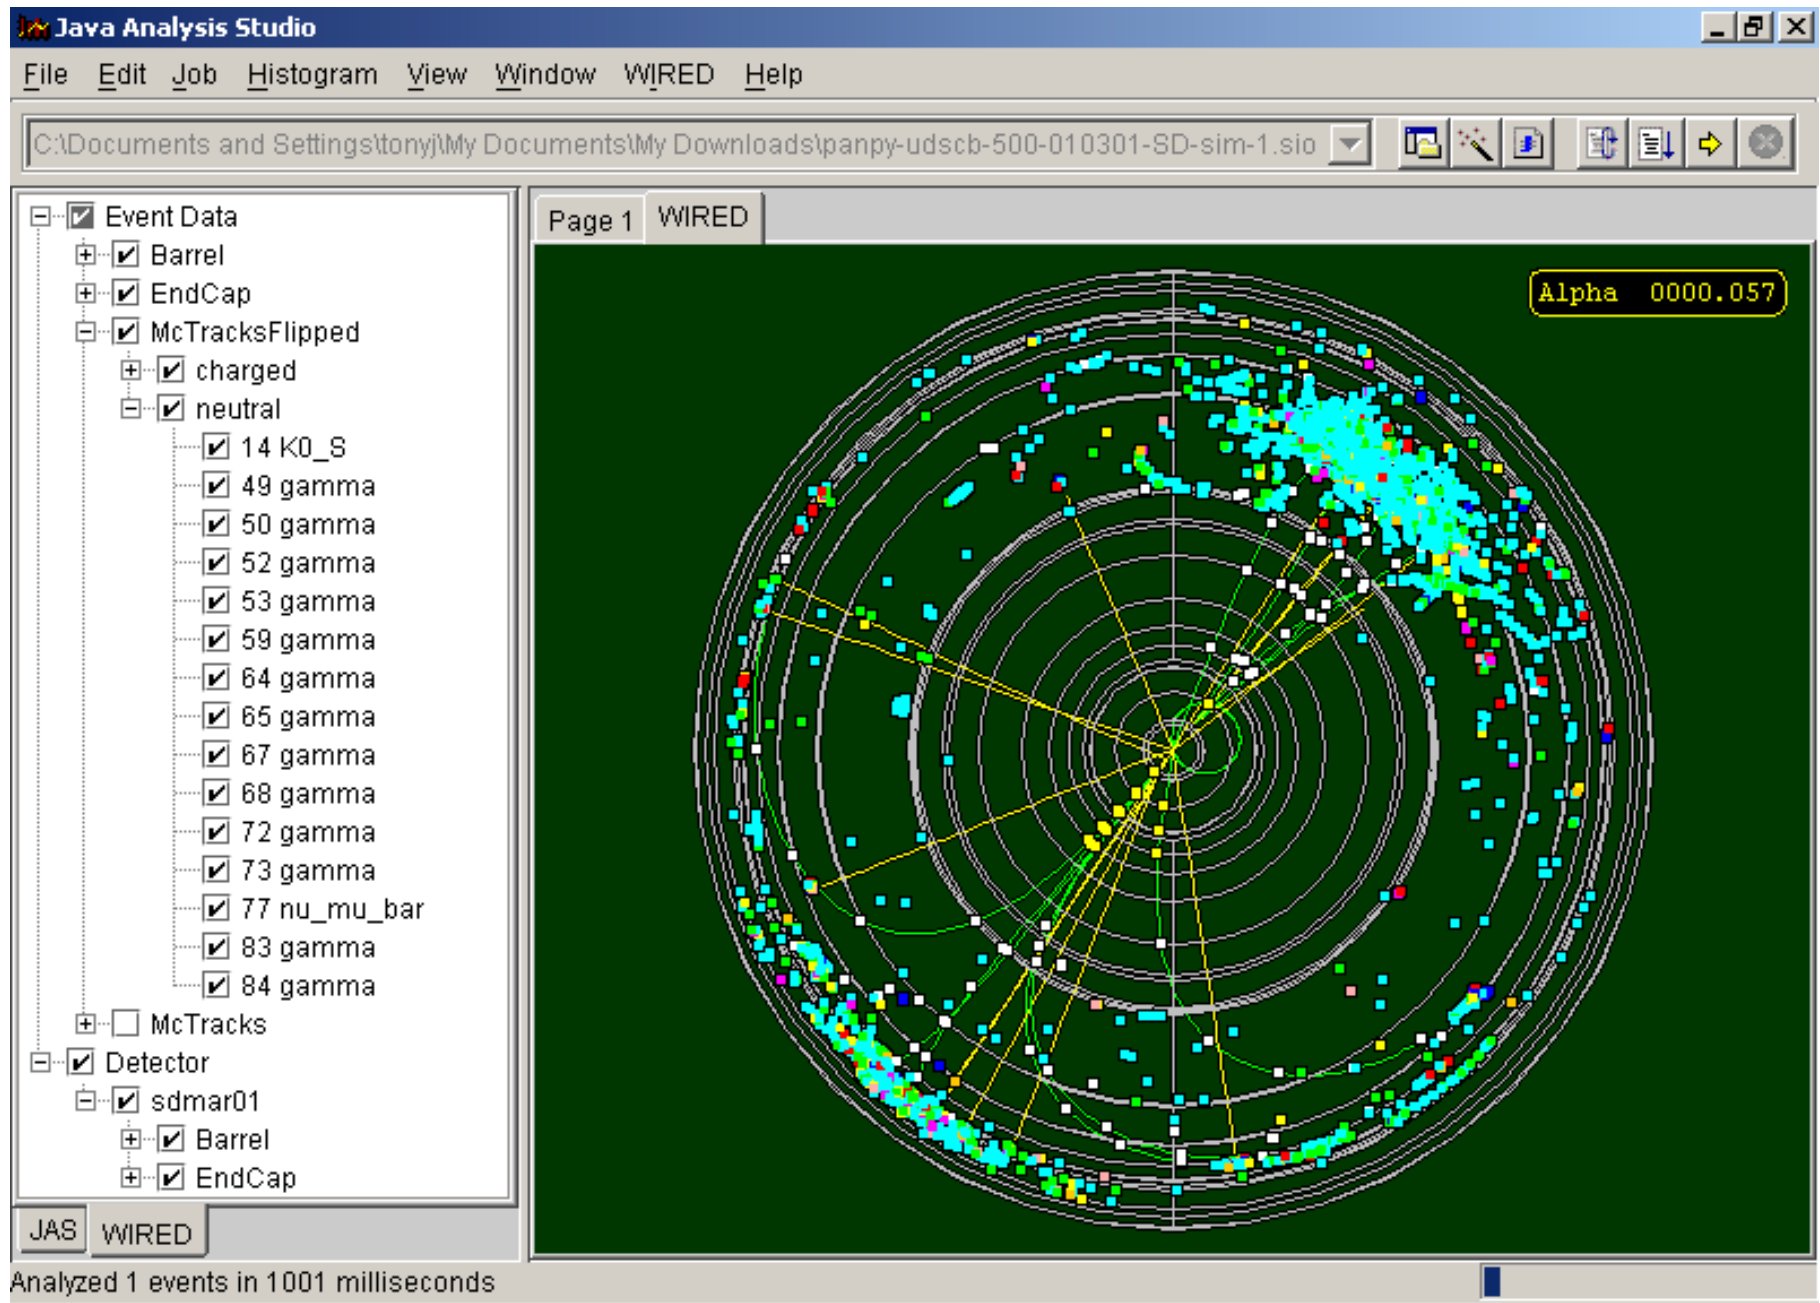 Java Analysis Studio
File Edit Job Histogram View Window WIRED Help
C:\Documents and Settings\tonyj\My Documents\My Downloads\panpy-udscb-500-010301-SD-sim-1.sio
Page 1 WIRED
Alpha 0000.057
Event Data
Barrel
EndCap
McTracksFlipped
charged
neutral
14 K0_S
49 gamma
50 gamma
52 gamma
53 gamma
59 gamma
64 gamma
65 gamma
67 gamma
68 gamma
72 gamma
73 gamma
77 nu_mu_bar
83 gamma
84 gamma
McTracks
Detector
sdmar01
Barrel
EndCap
JAS WIRED
Analyzed 1 events in 1001 milliseconds